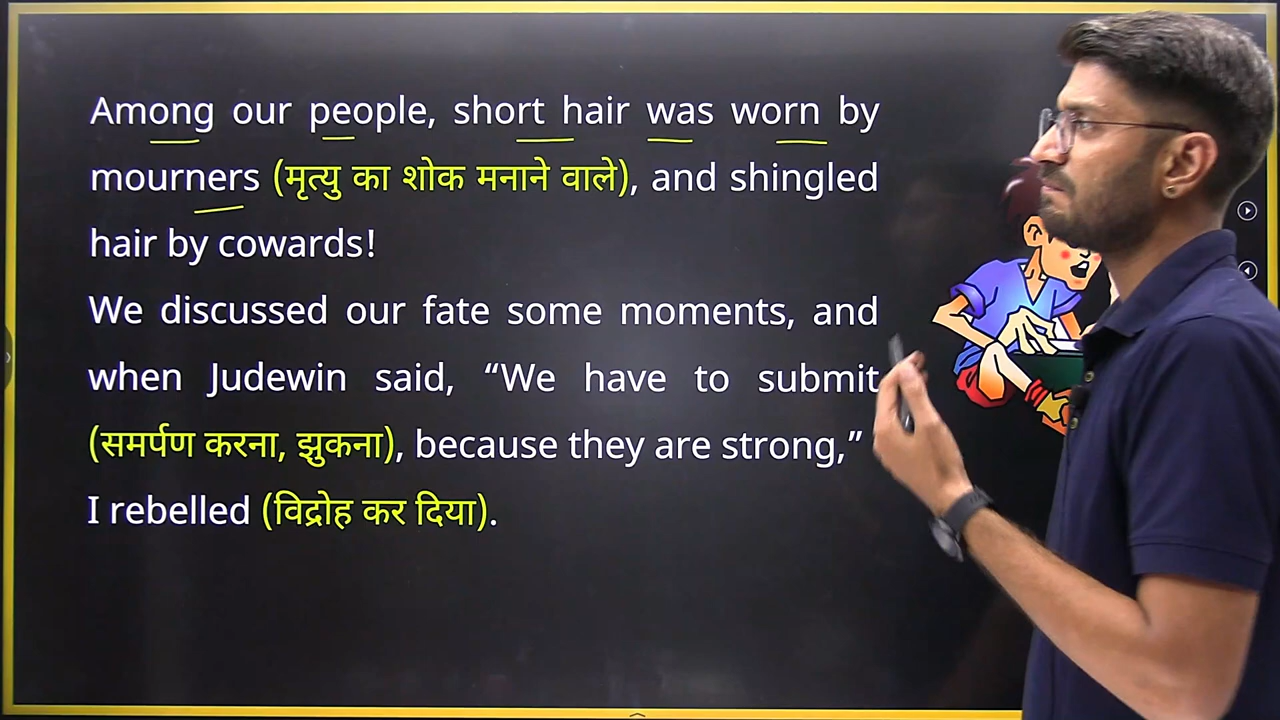 Among our people, short hair was worn by
mourners (मृत्यु का शोक मनाने वाले), and shingled
hair by cowards!
We discussed our fate some moments, and
when Judewin said, “We have to submit
(समर्पण करना, झुकना), because they are strong,”
I rebelled (विद्रोह कर दिया).